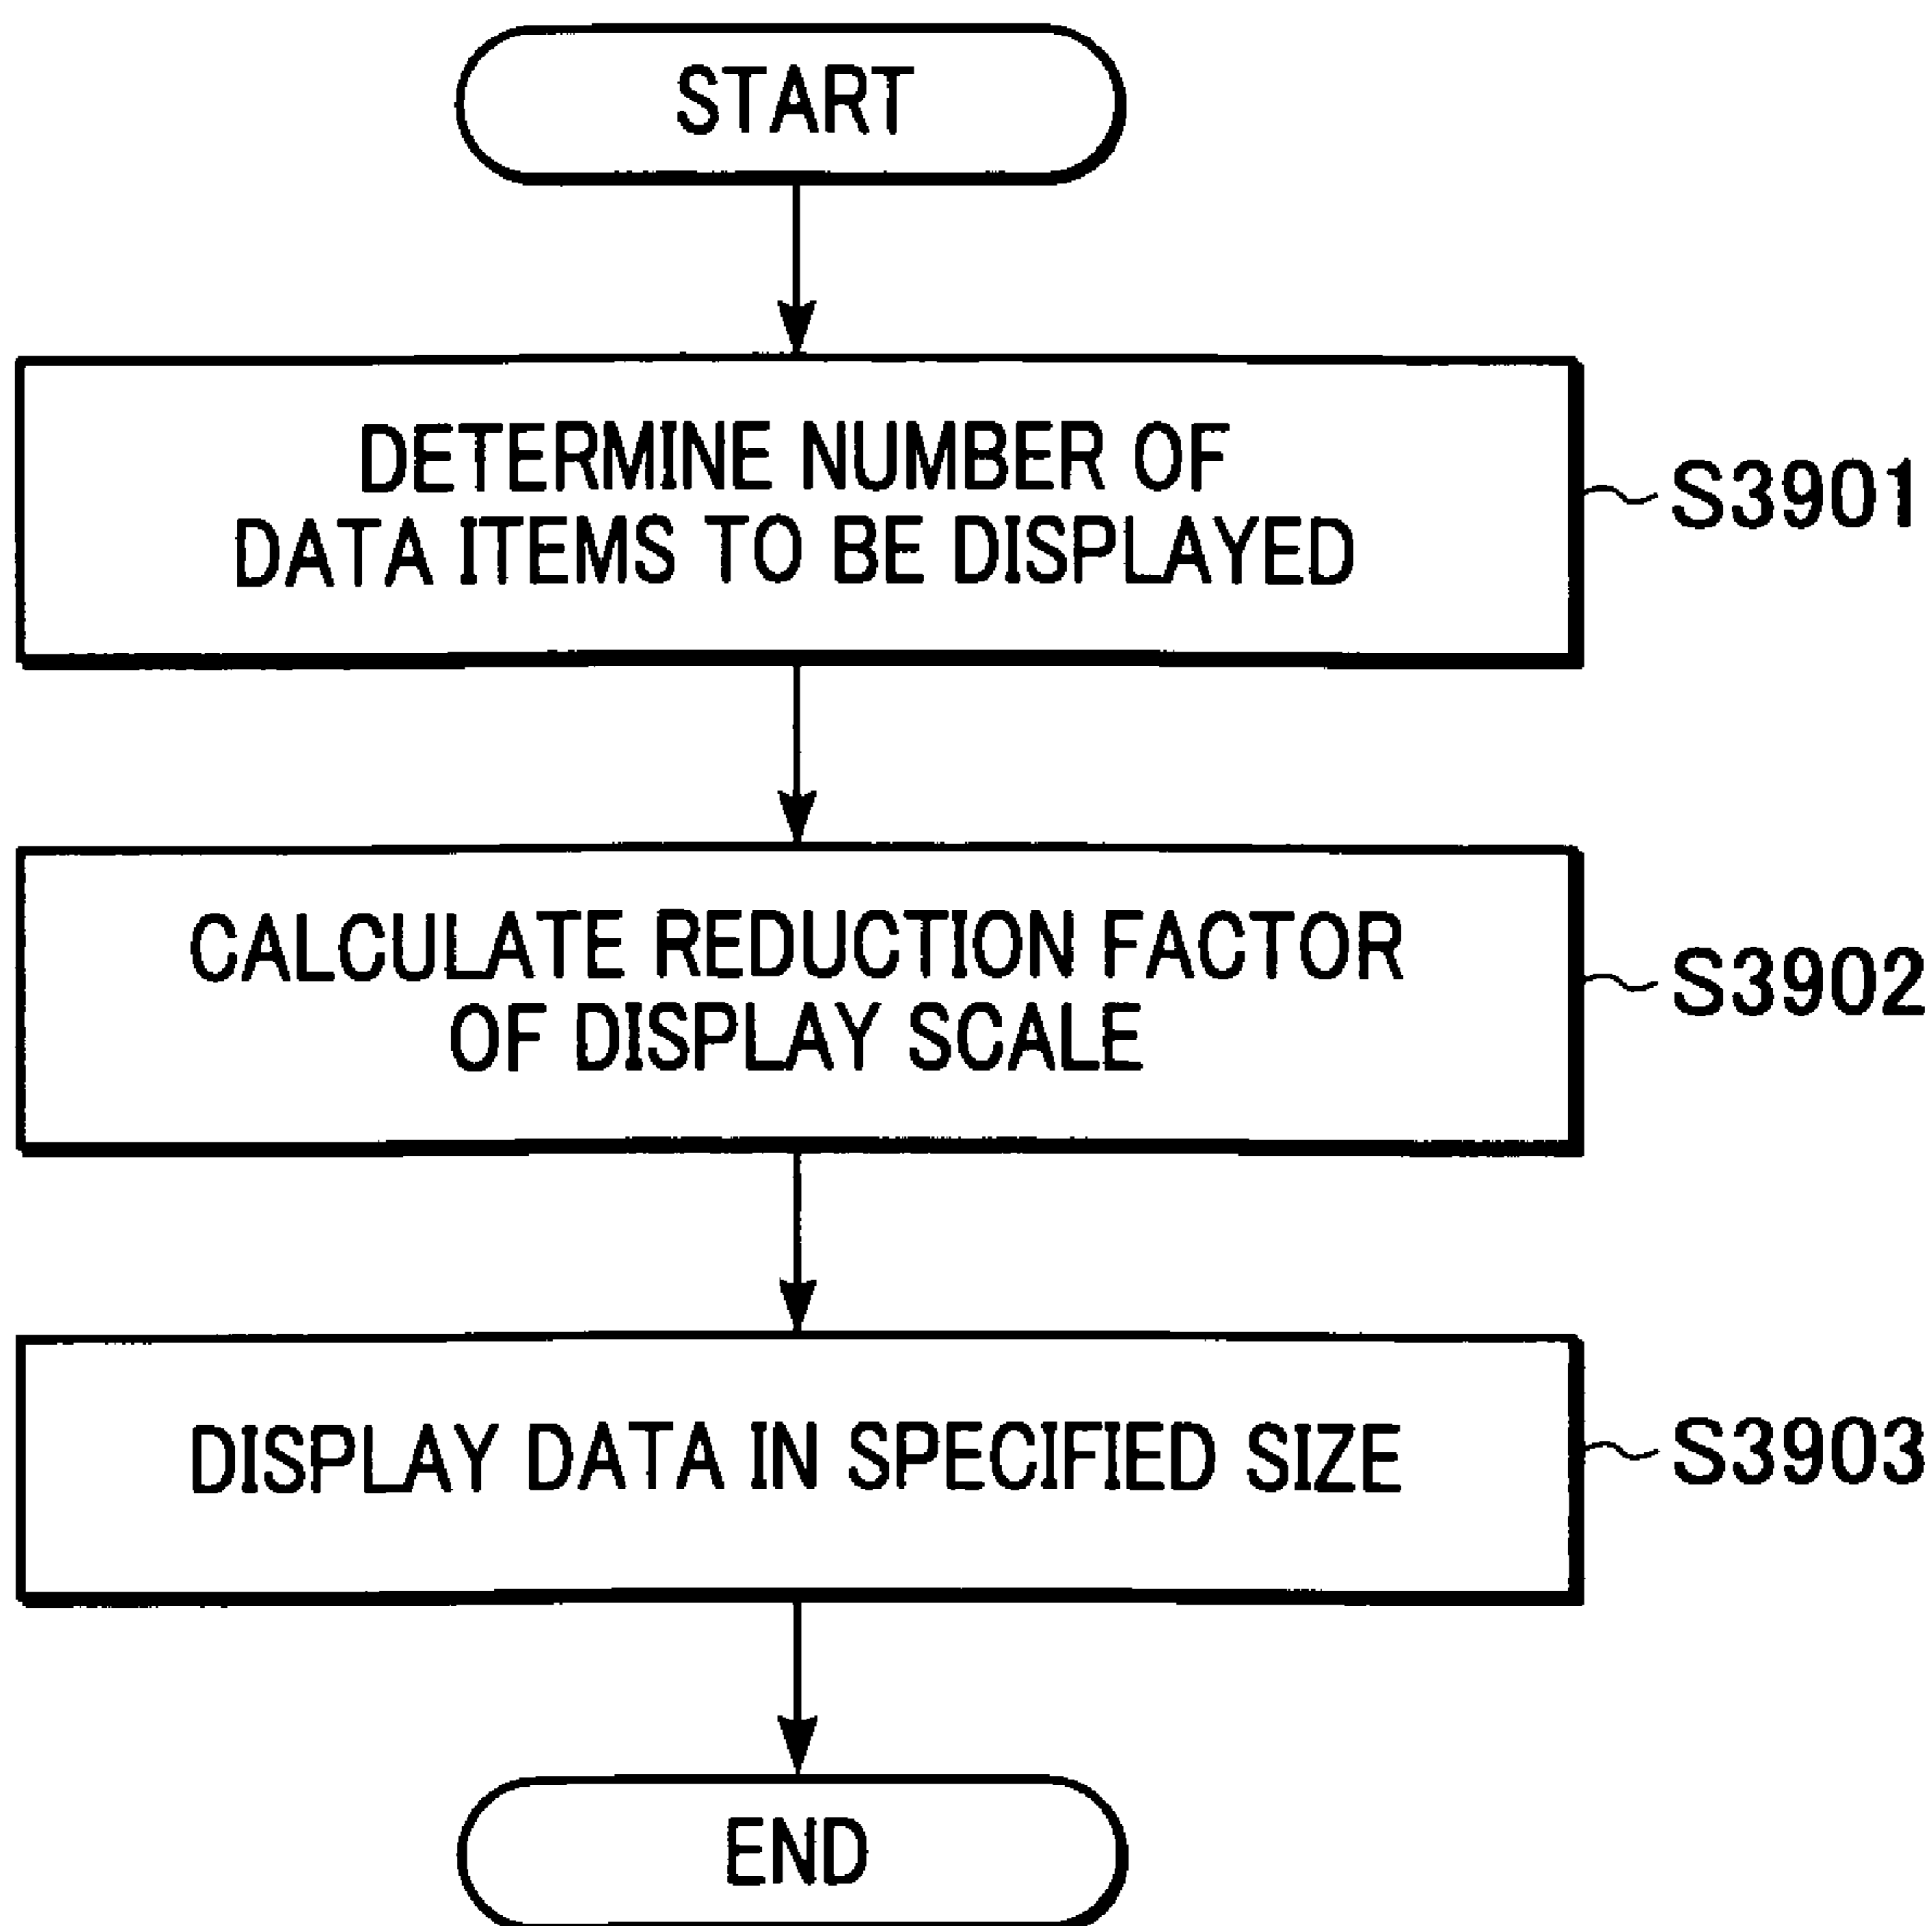 START
DETERMINE NUMBER OF
DATA ITEMS TO BE DISPLAYED
S3901
CALCULATE REDUCTION FACTOR
OF DISPLAY SCALE
S3902
DISPLAY DATA IN SPECIFIED SIZE
S3903
END